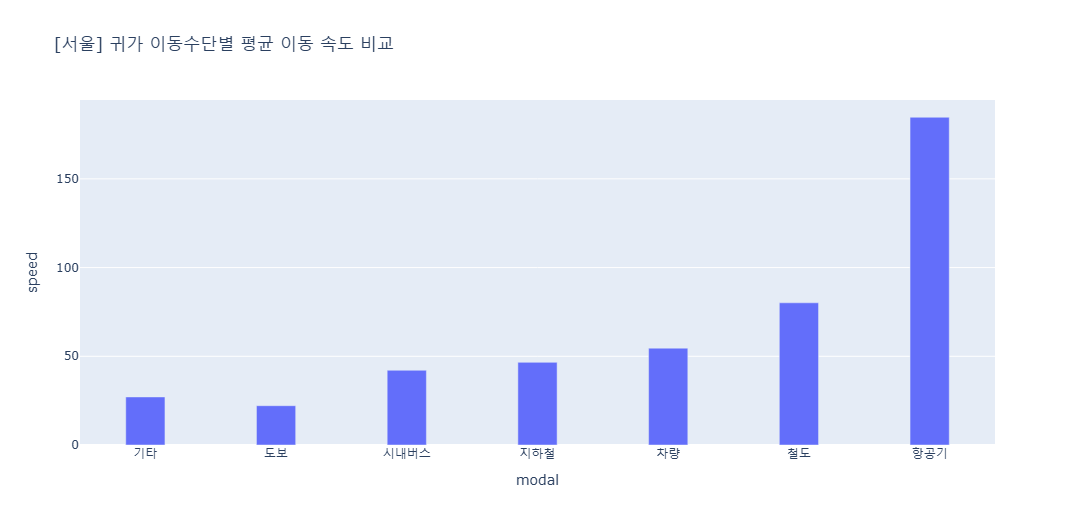 [서울] 귀가 이동수단별 평균 이동 속도 비교
150
100
50
0
speed
기타 도보 시내버스 지하철 차량 철도 항공기
modal